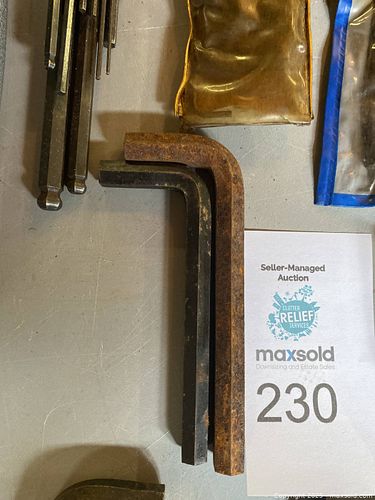 Seller-Managed
Auction
CLUTTER
RELIEF
SERVICES
maxsold
Downsizing and Estate Sales
230